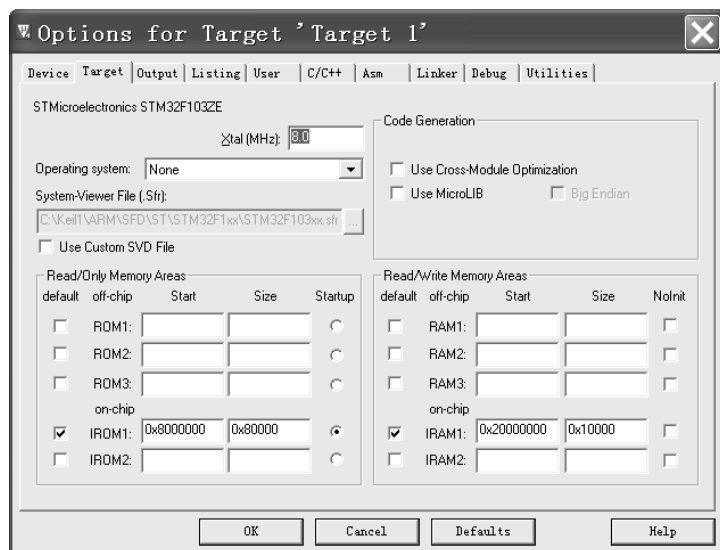 Options for Target 'Target 1'
Device Target Output Listing User C/C++ Asm Linker Debug Utilities
STMicroelectronics STM32F103ZE
Xtal (MHz): 8.0
Operating system: None
System-Viewer File (.Sfr):
C:\Keil1\ARM\SFD\ST\STM32F1xx\STM32F103xx.sfr ...
Use Custom SVD File
Code Generation
Use Cross-Module Optimization
Use MicroLIB Big Endian
Read/Only Memory Areas
default off-chip Start Size Startup
ROM1:
ROM2:
ROM3:
on-chip
IROM1: 0x8000000 0x80000
IROM2:
Read/Write Memory Areas
default off-chip Start Size NoInit
RAM1:
RAM2:
RAM3:
on-chip
IRAM1: 0x20000000 0x10000
IRAM2:
OK Cancel Defaults Help